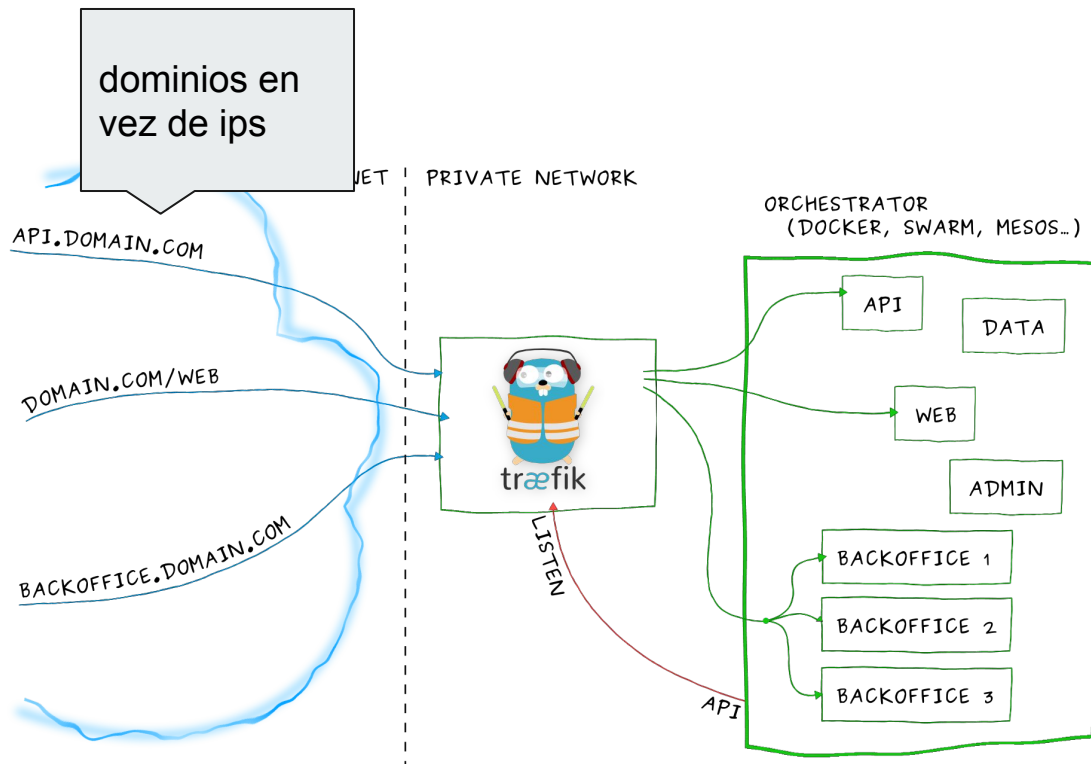 dominios en
vez de ips
NET
PRIVATE NETWORK
ORCHESTRATOR
(DOCKER, SWARM, MESOS...)
API.DOMAIN.COM
DOMAIN.COM/WEB
BACKOFFICE.DOMAIN.COM
træfik
LISTEN
API
API
DATA
WEB
ADMIN
BACKOFFICE 1
BACKOFFICE 2
BACKOFFICE 3